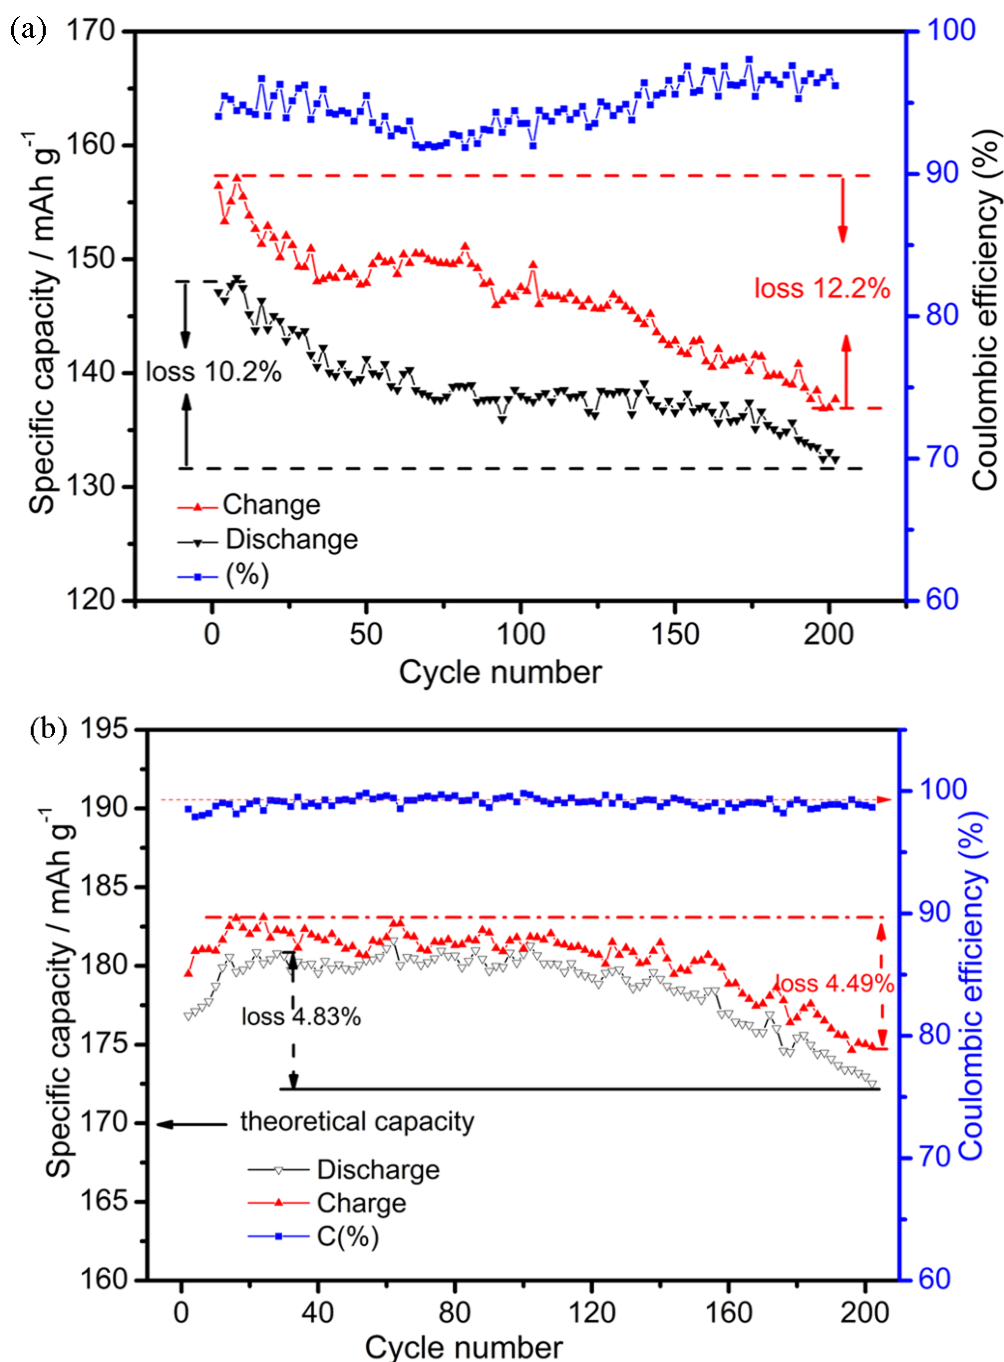 (a)
170
160
150
140
130
120
Specific capacity / mAh g⁻¹
100
90
80
70
60
Coulombic efficiency (%)
loss 12.2%
loss 10.2%
Change
Dischange
(%)
0 50 100 150 200
Cycle number
(b)
195
190
185
180
175
170
165
160
Specific capacity / mAh g⁻¹
100
90
80
70
60
Coulombic efficiency (%)
loss 4.49%
loss 4.83%
theoretical capacity
Discharge
Charge
C(%)
0 40 80 120 160 200
Cycle number